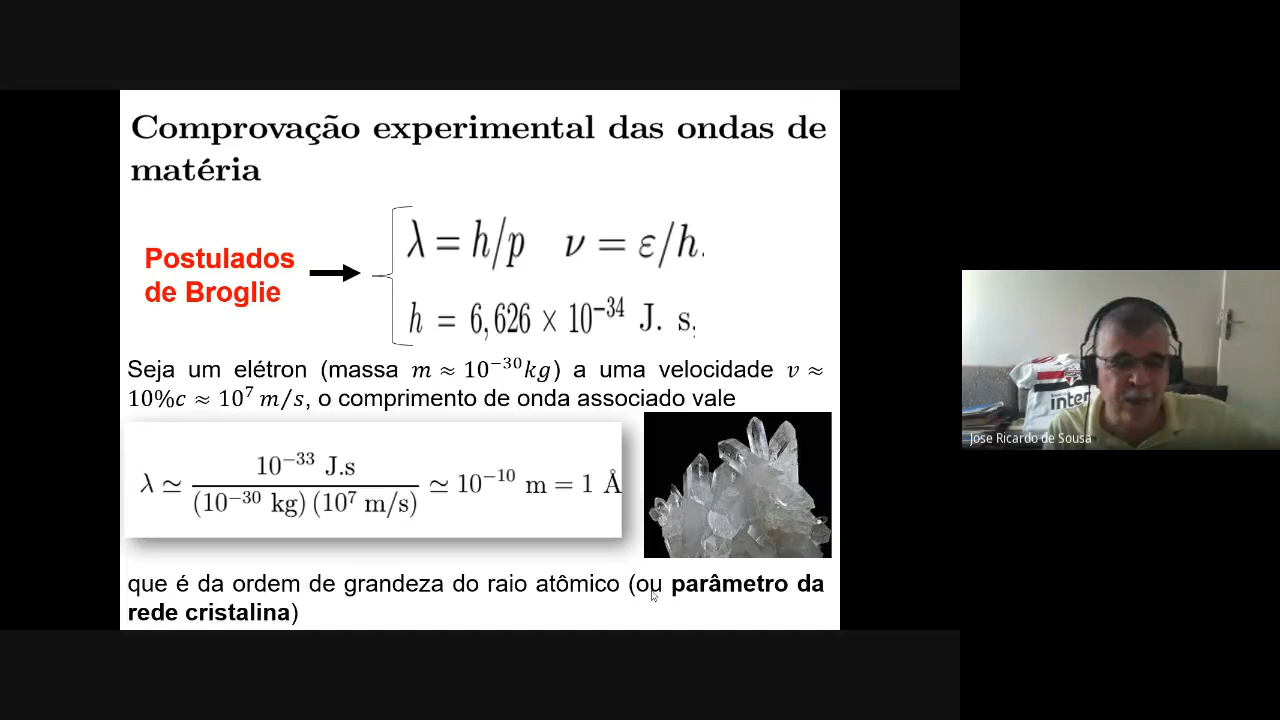 Comprovação experimental das ondas de
matéria
Postulados
de Broglie
λ = h/p   ν = ε/h.
h = 6,626 × 10⁻³⁴ J. s.
Seja um elétron (massa m ≈ 10⁻³⁰kg) a uma velocidade v ≈
10%c ≈ 10⁷ m/s, o comprimento de onda associado vale
λ ≃ 10⁻³³ J.s / (10⁻³⁰ kg) (10⁷ m/s) ≃ 10⁻¹⁰ m = 1 Å
que é da ordem de grandeza do raio atômico (ou parâmetro da
rede cristalina)
inter
Jose Ricardo de Sousa